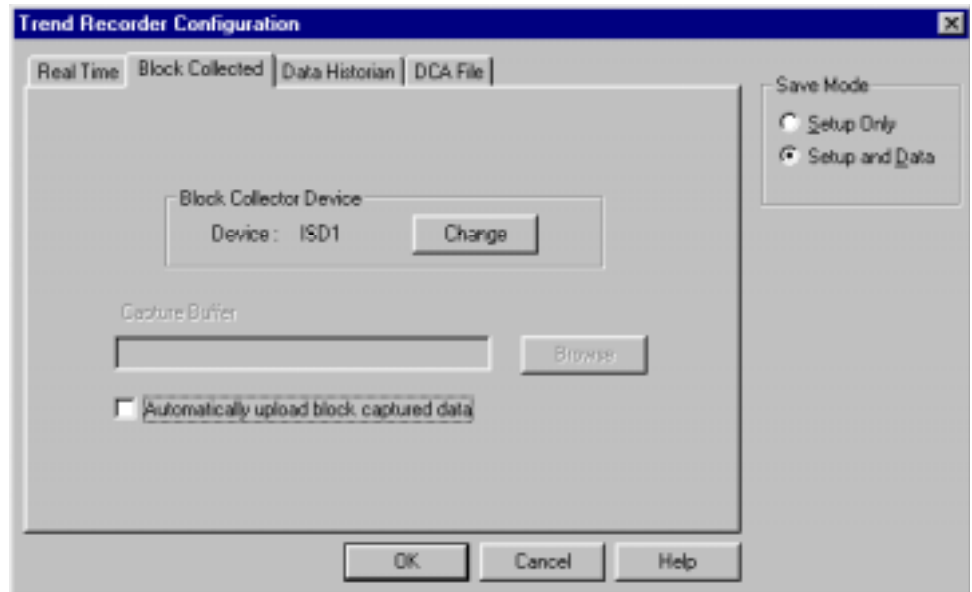 Trend Recorder Configuration
Real Time
Block Collected
Data Historian
DCA File
Save Mode
Setup Only
Setup and Data
Block Collector Device
Device : ISD1
Change
Capture Buffer
Browse
Automatically upload block captured data
OK
Cancel
Help